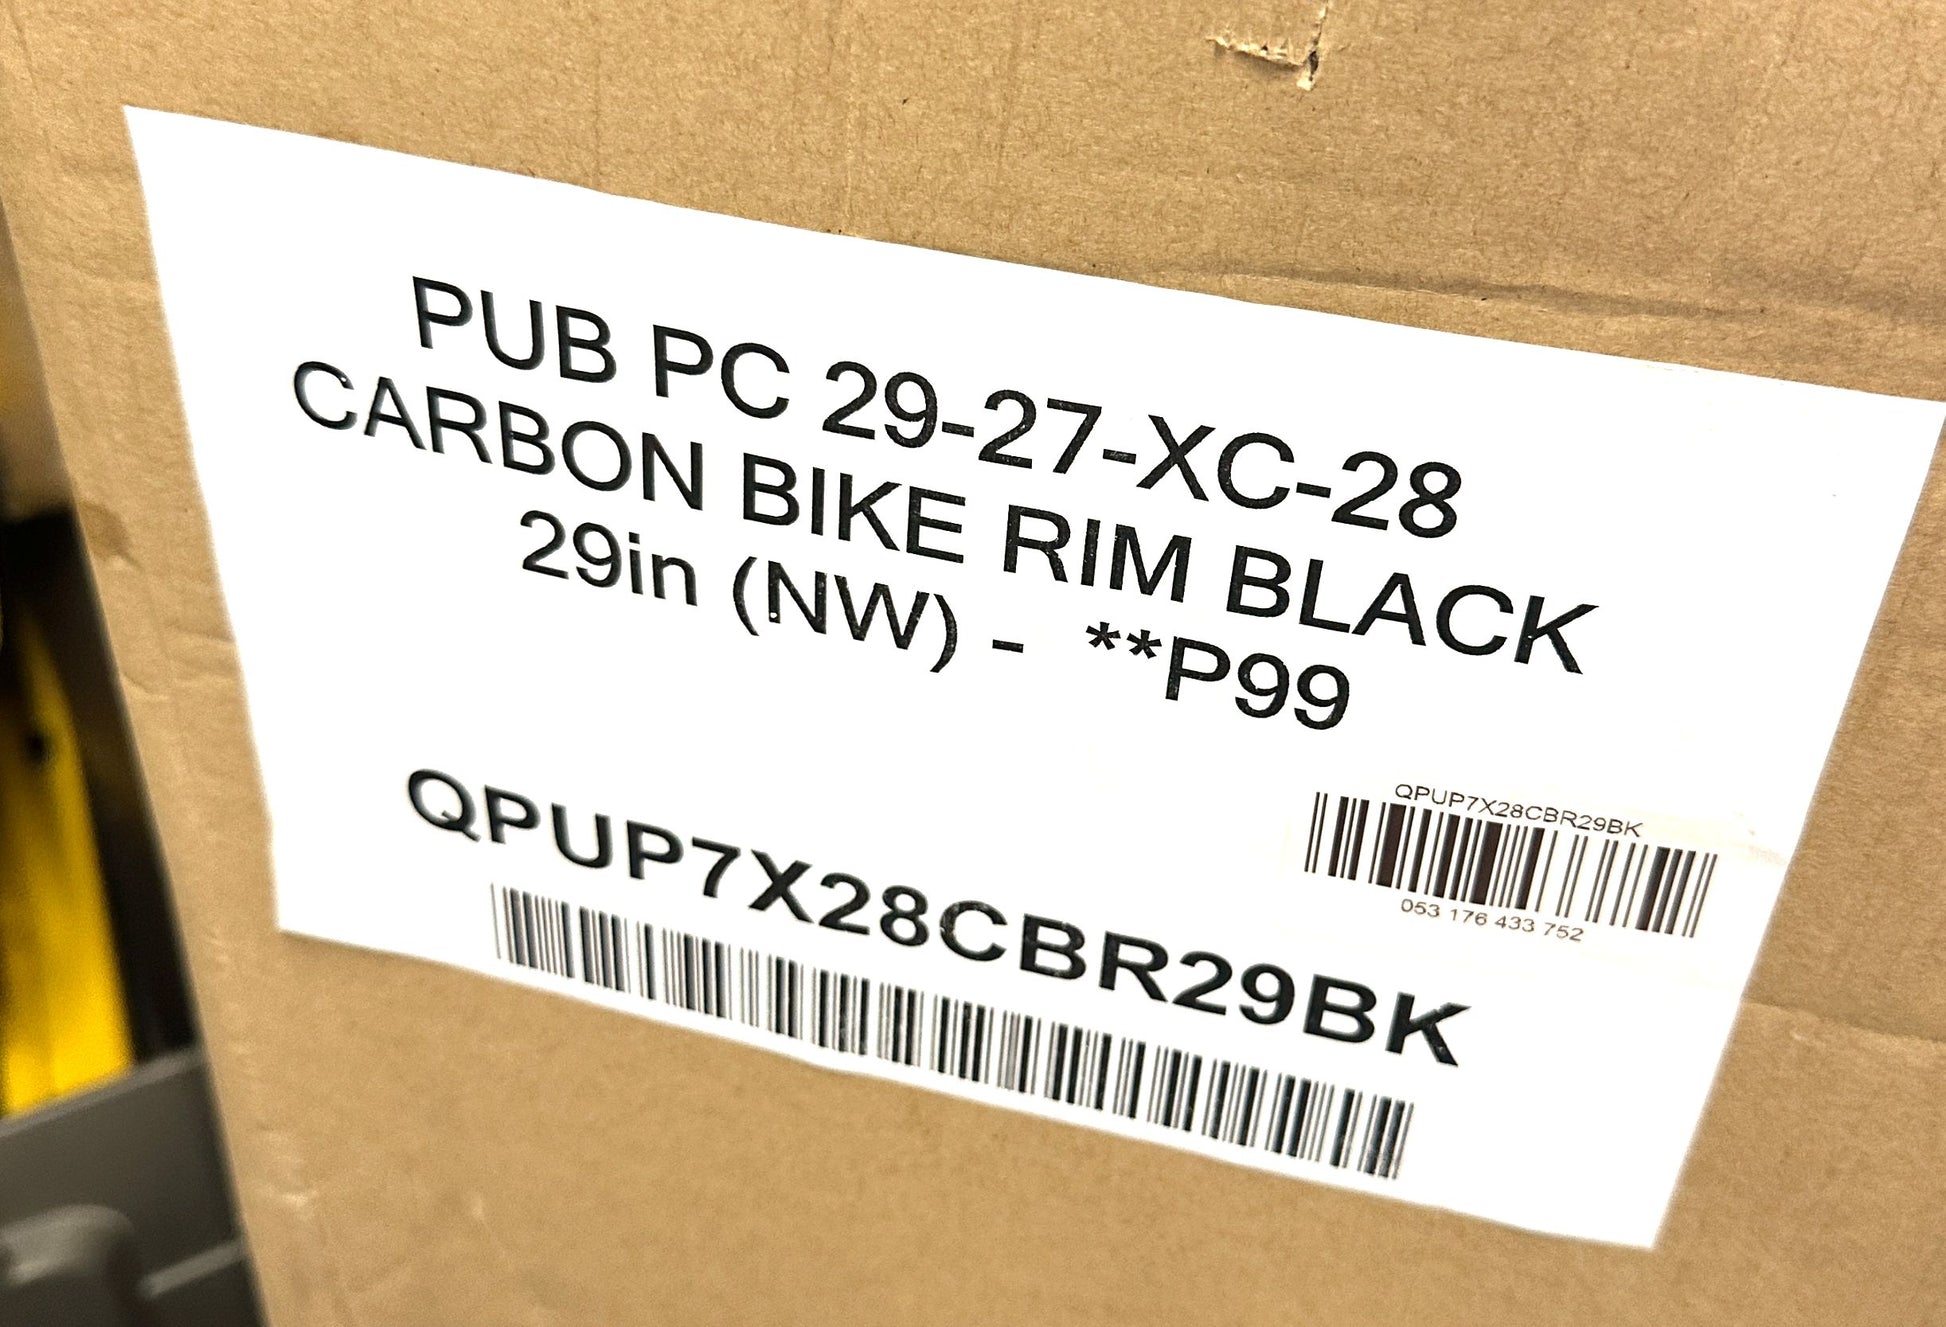 PUB PC 29-27-XC-28
CARBON BIKE RIM BLACK
29in (NW) - **P99
QPUP7X28CBR29BK
QPUP7X28CBR29BK
053 176 433 752